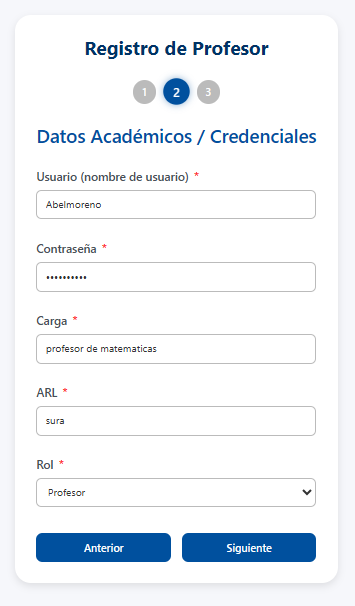 Registro de Profesor
1 2 3
Datos Académicos / Credenciales
Usuario (nombre de usuario) *
Abelmoreno
Contraseña *
••••••••••
Carga *
profesor de matematicas
ARL *
sura
Rol *
Profesor
Anterior Siguiente